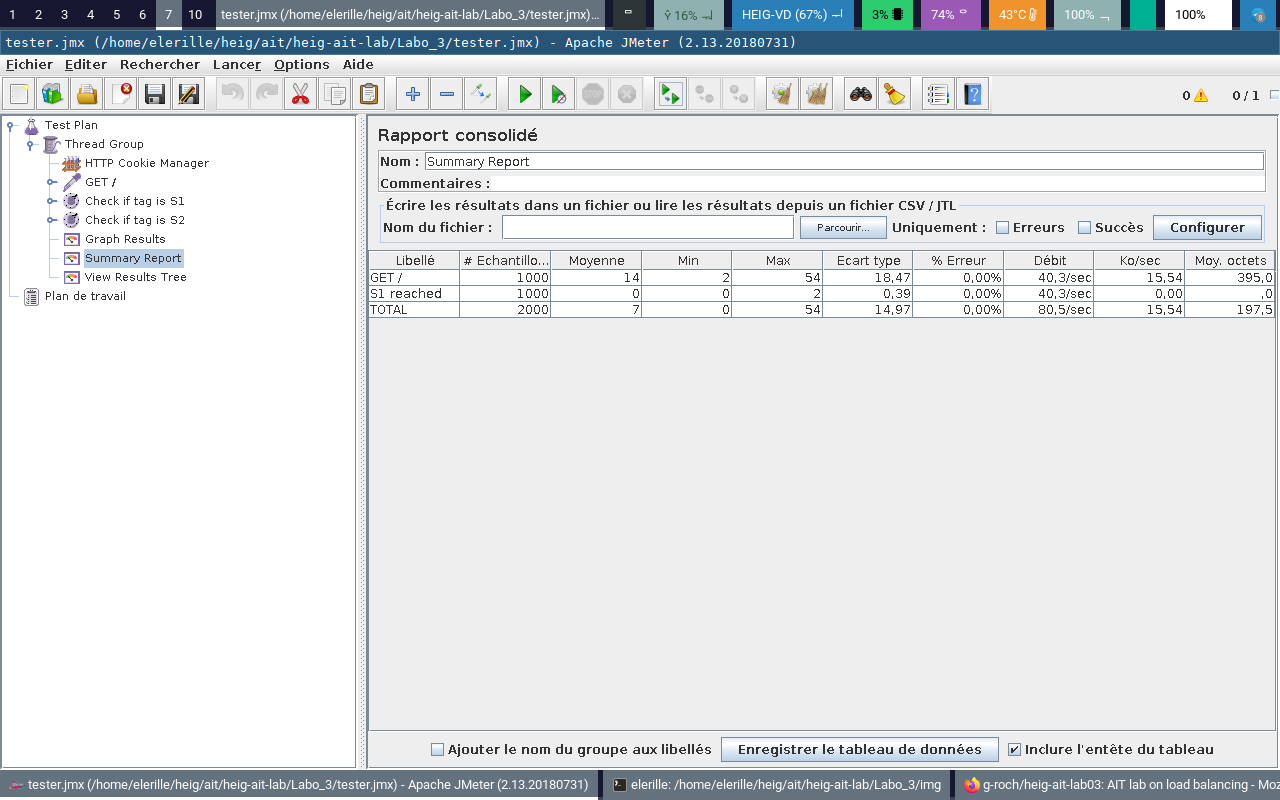 1 2 3 4 5 6 7 10 tester.jmx (/home/elerille/heig/ait/heig-ait-lab/Labo_3/tester.jmx)... 16% HEIG-VD (67%) 3% 74% 43°C 100% 100%
tester.jmx (/home/elerille/heig/ait/heig-ait-lab/Labo_3/tester.jmx) - Apache JMeter (2.13.20180731)
Fichier Editer Rechercher Lancer Options Aide
0 0 / 1
Test Plan
Thread Group
HTTP Cookie Manager
GET /
Check if tag is S1
Check if tag is S2
Graph Results
Summary Report
View Results Tree
Plan de travail
Rapport consolidé
Nom : Summary Report
Commentaires :
Écrire les résultats dans un fichier ou lire les résultats depuis un fichier CSV / JTL
Nom du fichier : Parcourir... Uniquement : Erreurs Succès Configurer
Libellé # Echantillo... Moyenne Min Max Ecart type % Erreur Débit Ko/sec Moy. octets
GET / 1000 14 2 54 18,47 0,00% 40,3/sec 15,54 395,0
S1 reached 1000 0 0 2 0,39 0,00% 40,3/sec 0,00 ,0
TOTAL 2000 7 0 54 14,97 0,00% 80,5/sec 15,54 197,5
Ajouter le nom du groupe aux libellés Enregistrer le tableau de données Inclure l'entête du tableau
tester.jmx (/home/elerille/heig/ait/heig-ait-lab/Labo_3/tester.jmx) - Apache JMeter (2.13.20180731) elerille: /home/elerille/heig/ait/heig-ait-lab/Labo_3/img g-roch/heig-ait-lab03: AIT lab on load balancing - Moz